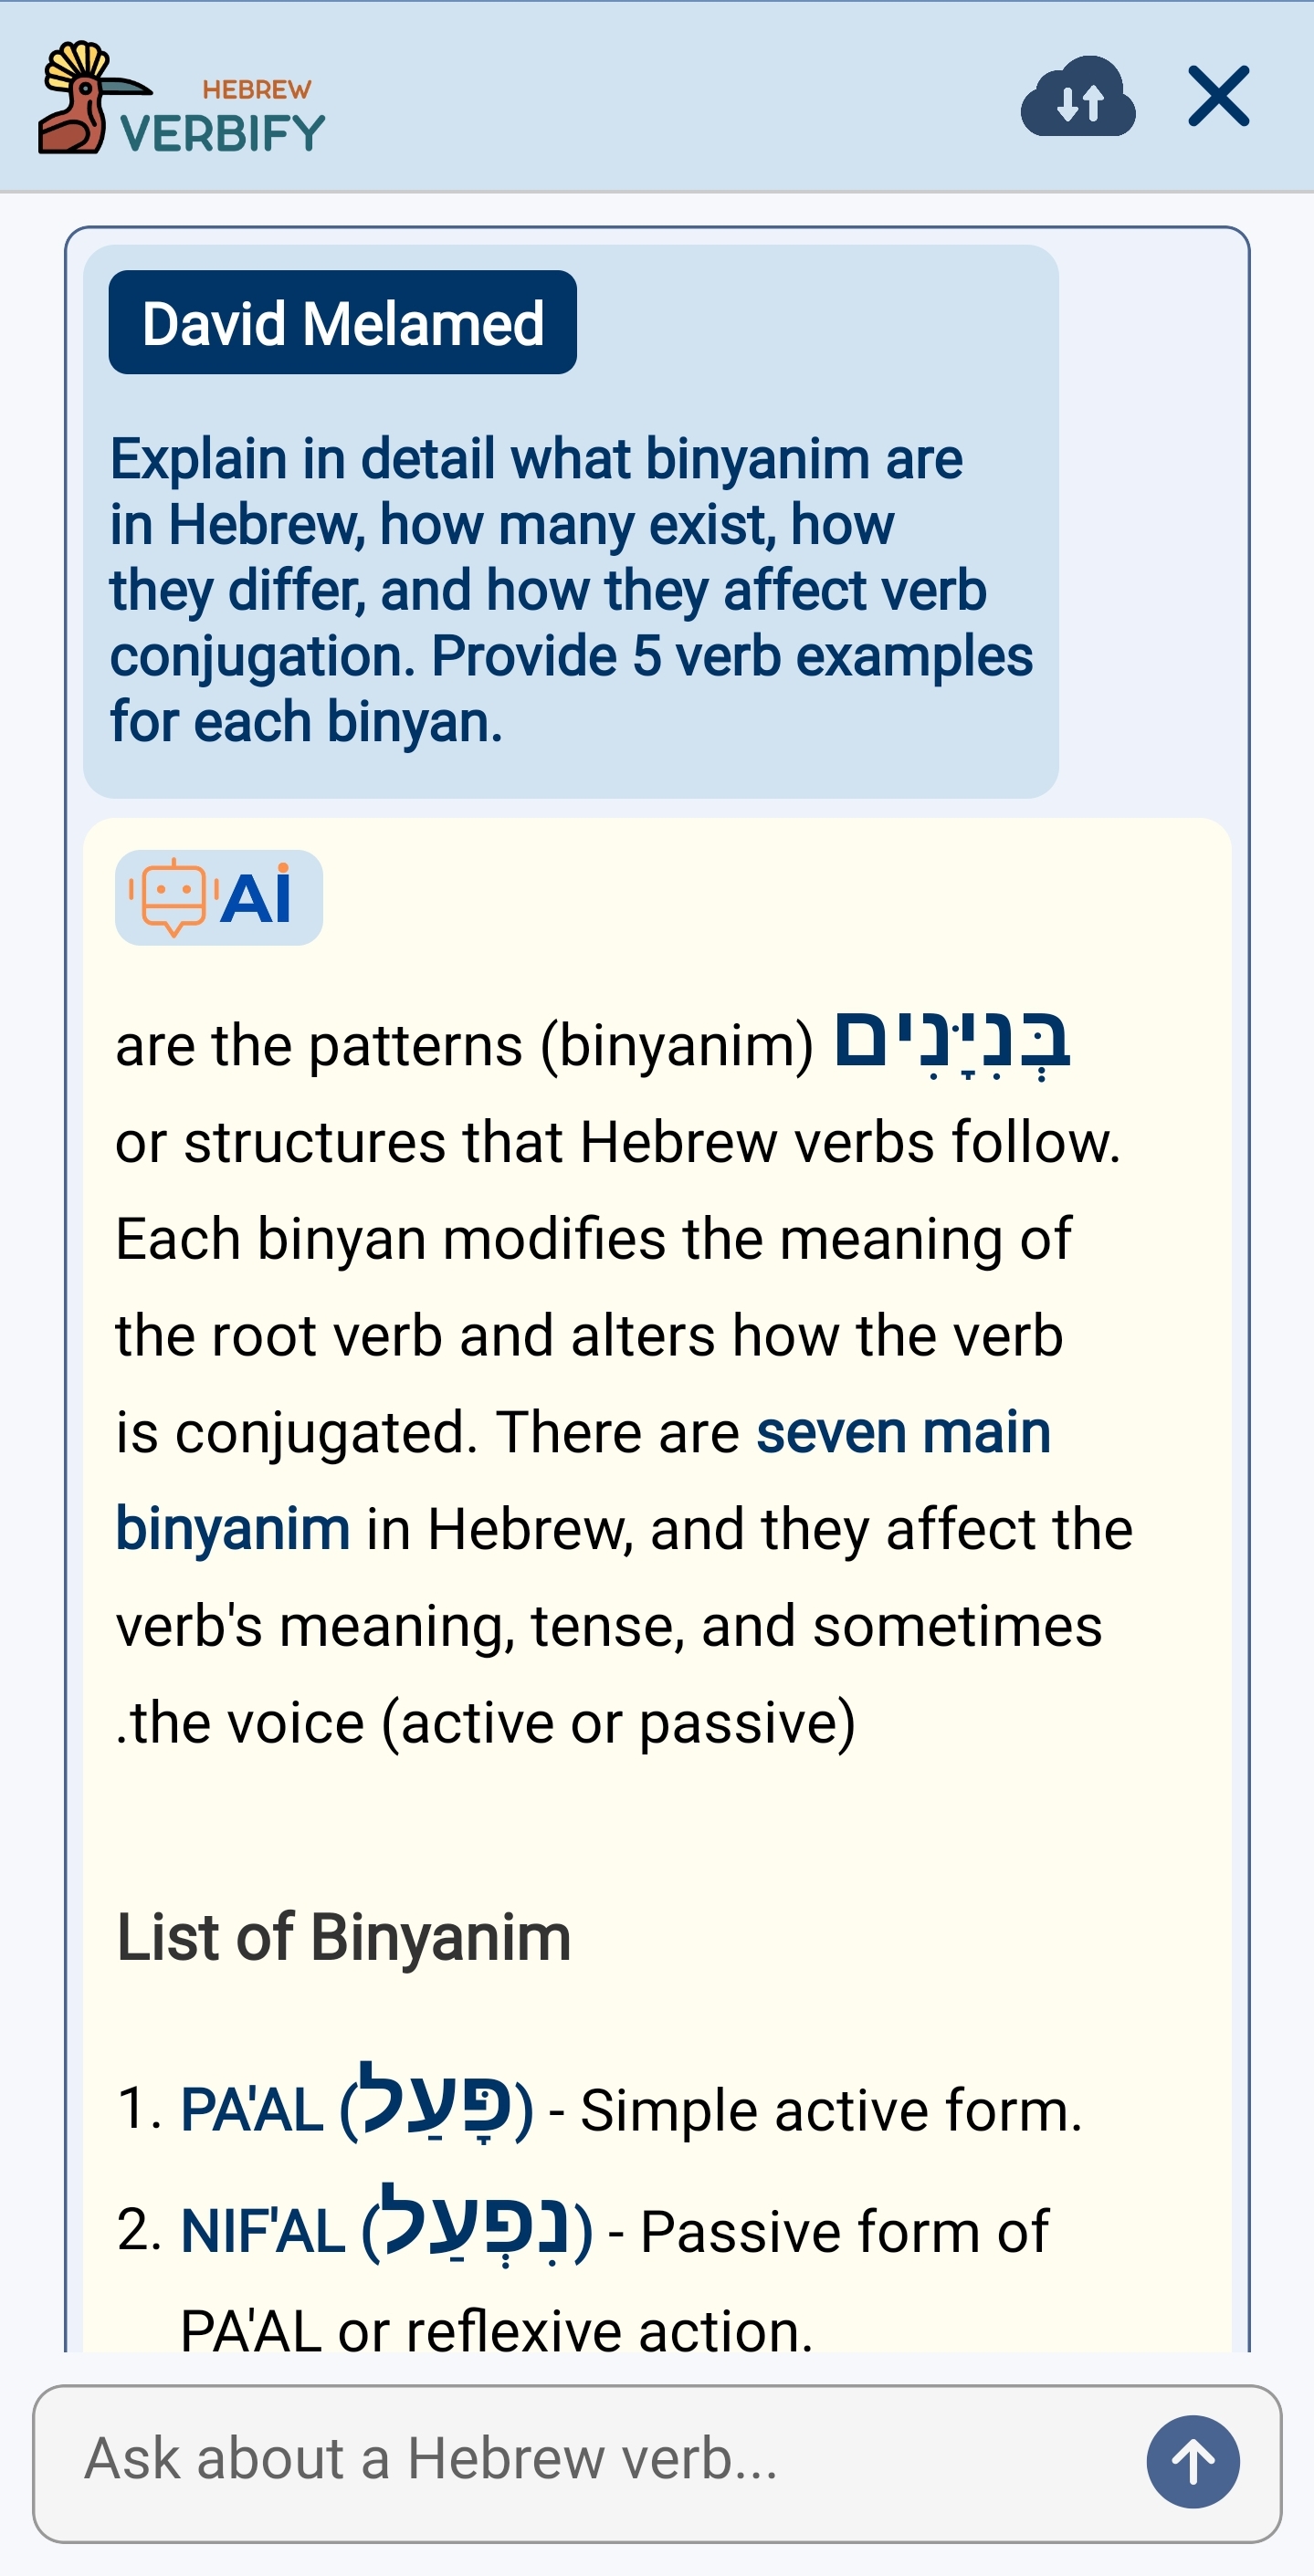 HEBREW
VERBIFY
David Melamed
Explain in detail what binyanim are
in Hebrew, how many exist, how
they differ, and how they affect verb
conjugation. Provide 5 verb examples
for each binyan.
Ai
are the patterns (binyanim) בְּנִיָּנִים
or structures that Hebrew verbs follow.
Each binyan modifies the meaning of
the root verb and alters how the verb
is conjugated. There are seven main
binyanim in Hebrew, and they affect the
verb's meaning, tense, and sometimes
.the voice (active or passive)
List of Binyanim
1. PA'AL (פָּעַל) - Simple active form.
2. NIF'AL (נִפְעַל) - Passive form of
PA'AL or reflexive action.
Ask about a Hebrew verb...